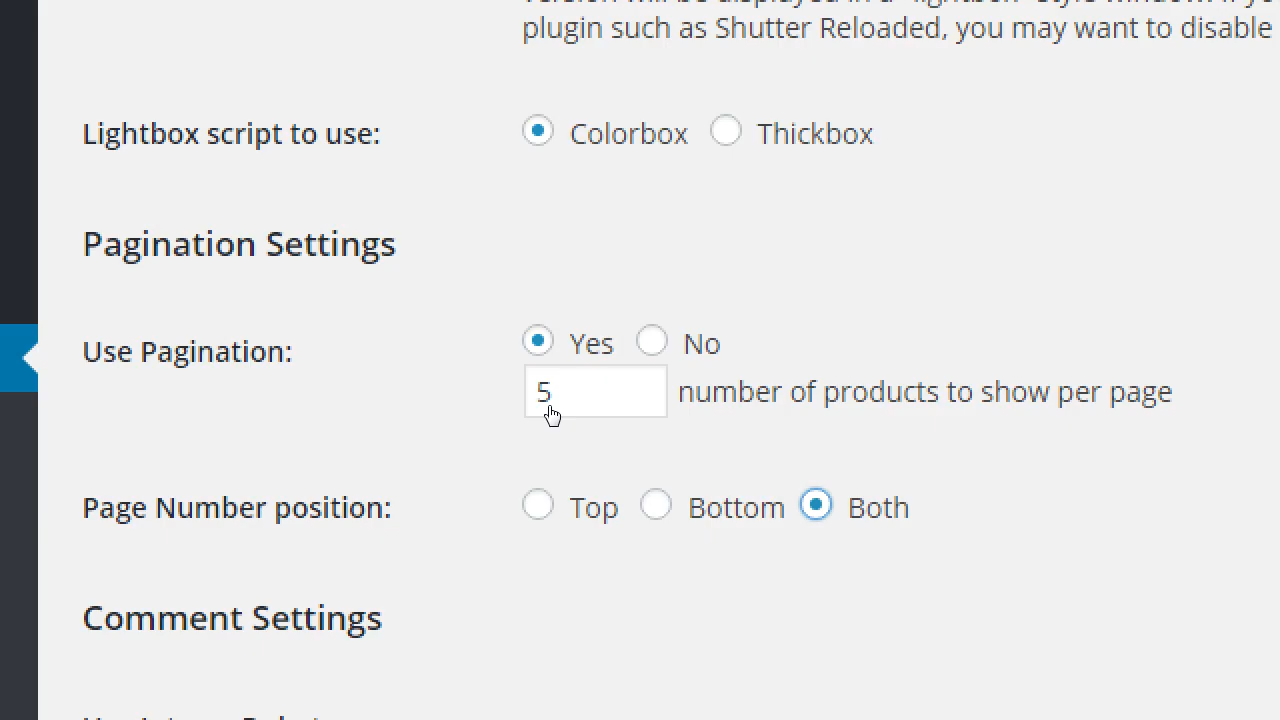 plugin such as Shutter Reloaded, you may want to disable
Lightbox script to use: Colorbox Thickbox
Pagination Settings
Use Pagination: Yes No
5 number of products to show per page
Page Number position: Top Bottom Both
Comment Settings